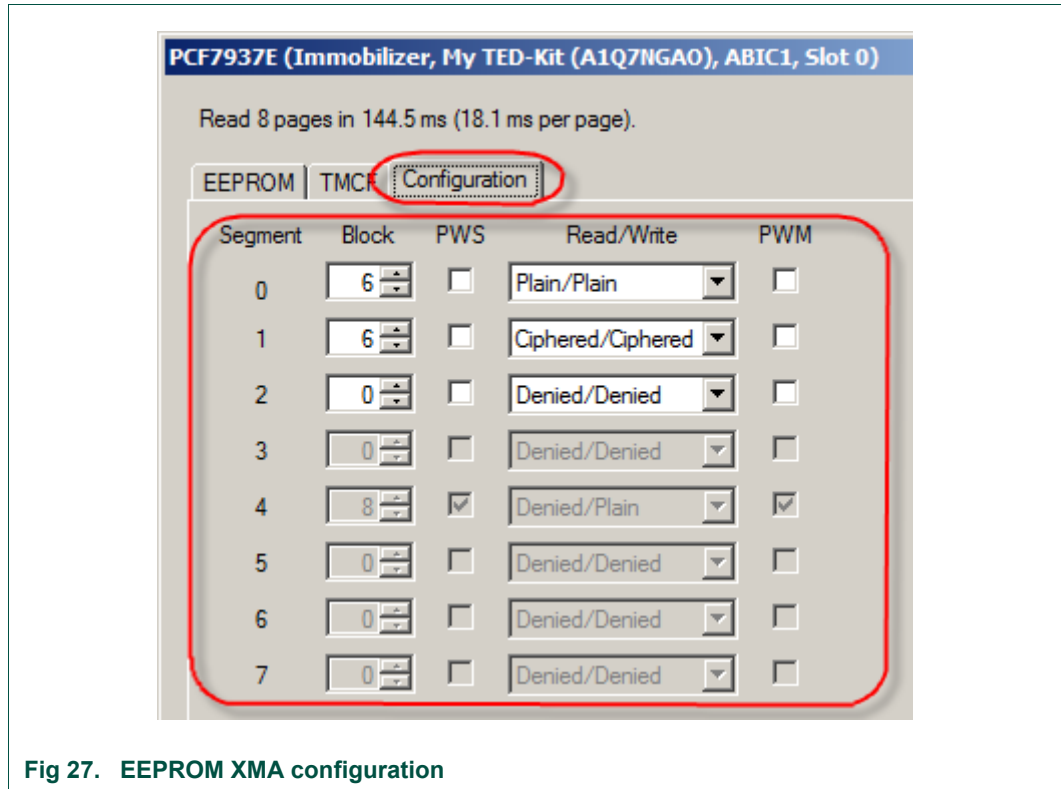 PCF7937E (Immobilizer, My TED-Kit (A1Q7NGAO), ABIC1, Slot 0)
Read 8 pages in 144.5 ms (18.1 ms per page).
EEPROM TMCF Configuration
Segment Block PWS Read/Write PWM
0 6 Plain/Plain
1 6 Ciphered/Ciphered
2 0 Denied/Denied
3 0 Denied/Denied
4 8 Denied/Plain
5 0 Denied/Denied
6 0 Denied/Denied
7 0 Denied/Denied
Fig 27. EEPROM XMA configuration